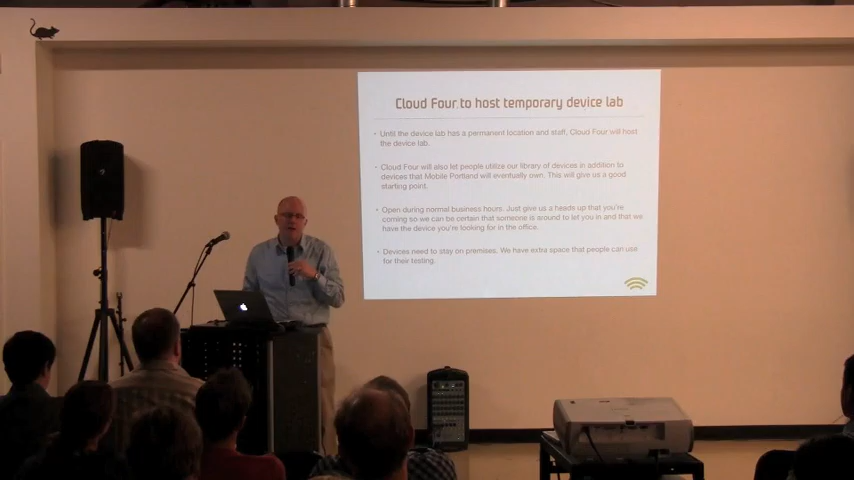 Cloud Four to host temporary device lab
• Until the device lab has a permanent location and staff, Cloud Four will host
the device lab.
• Cloud Four will also let people utilize our library of devices in addition to
devices that Mobile Portland will eventually own. This will give us a good
starting point.
• Open during normal business hours. Just give us a heads up that you're
coming so we can be certain that someone is around to let you in and that we
have the device you're looking for in the office.
• Devices need to stay on premises. We have extra space that people can use
for their testing.